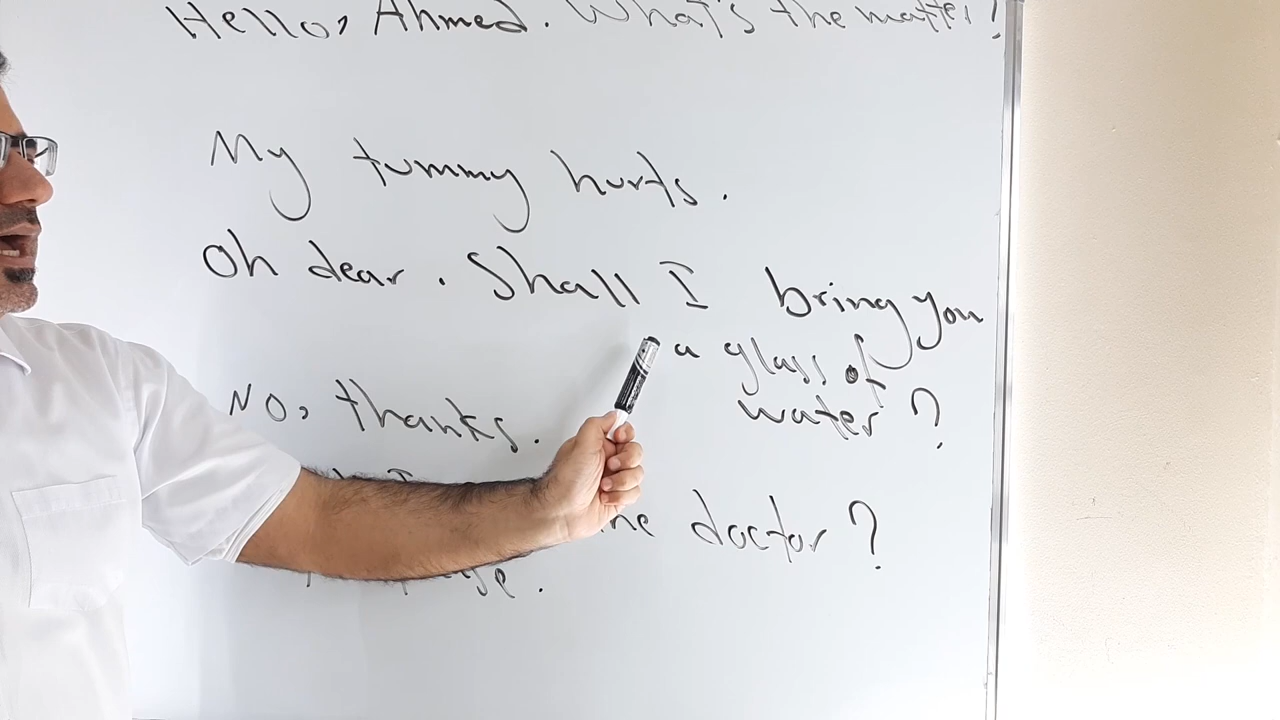 Hello, Ahmed. What's the matter?
My tummy hurts.
Oh dear. Shall I bring you
a glass of
water?
No, thanks.
doctor?